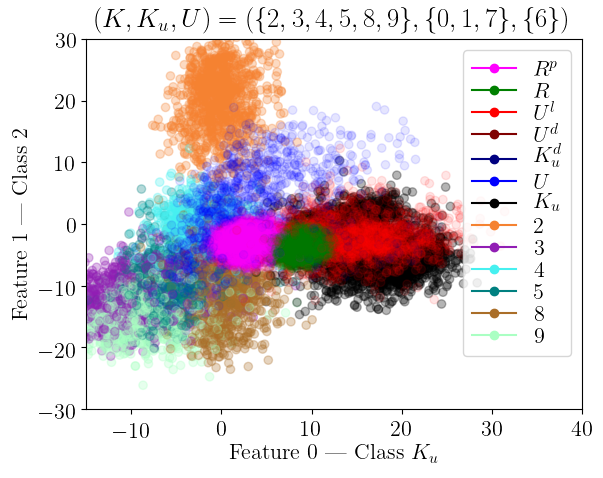 (K, K_u, U) = ({2, 3, 4, 5, 8, 9}, {0, 1, 7}, {6})
30
20
10
0
−10
−20
−30
Feature 1 — Class 2
R^p
R
U^l
U^d
K_u^d
U
K_u
2
3
4
5
8
9
−10
0
10
20
30
40
Feature 0 — Class K_u